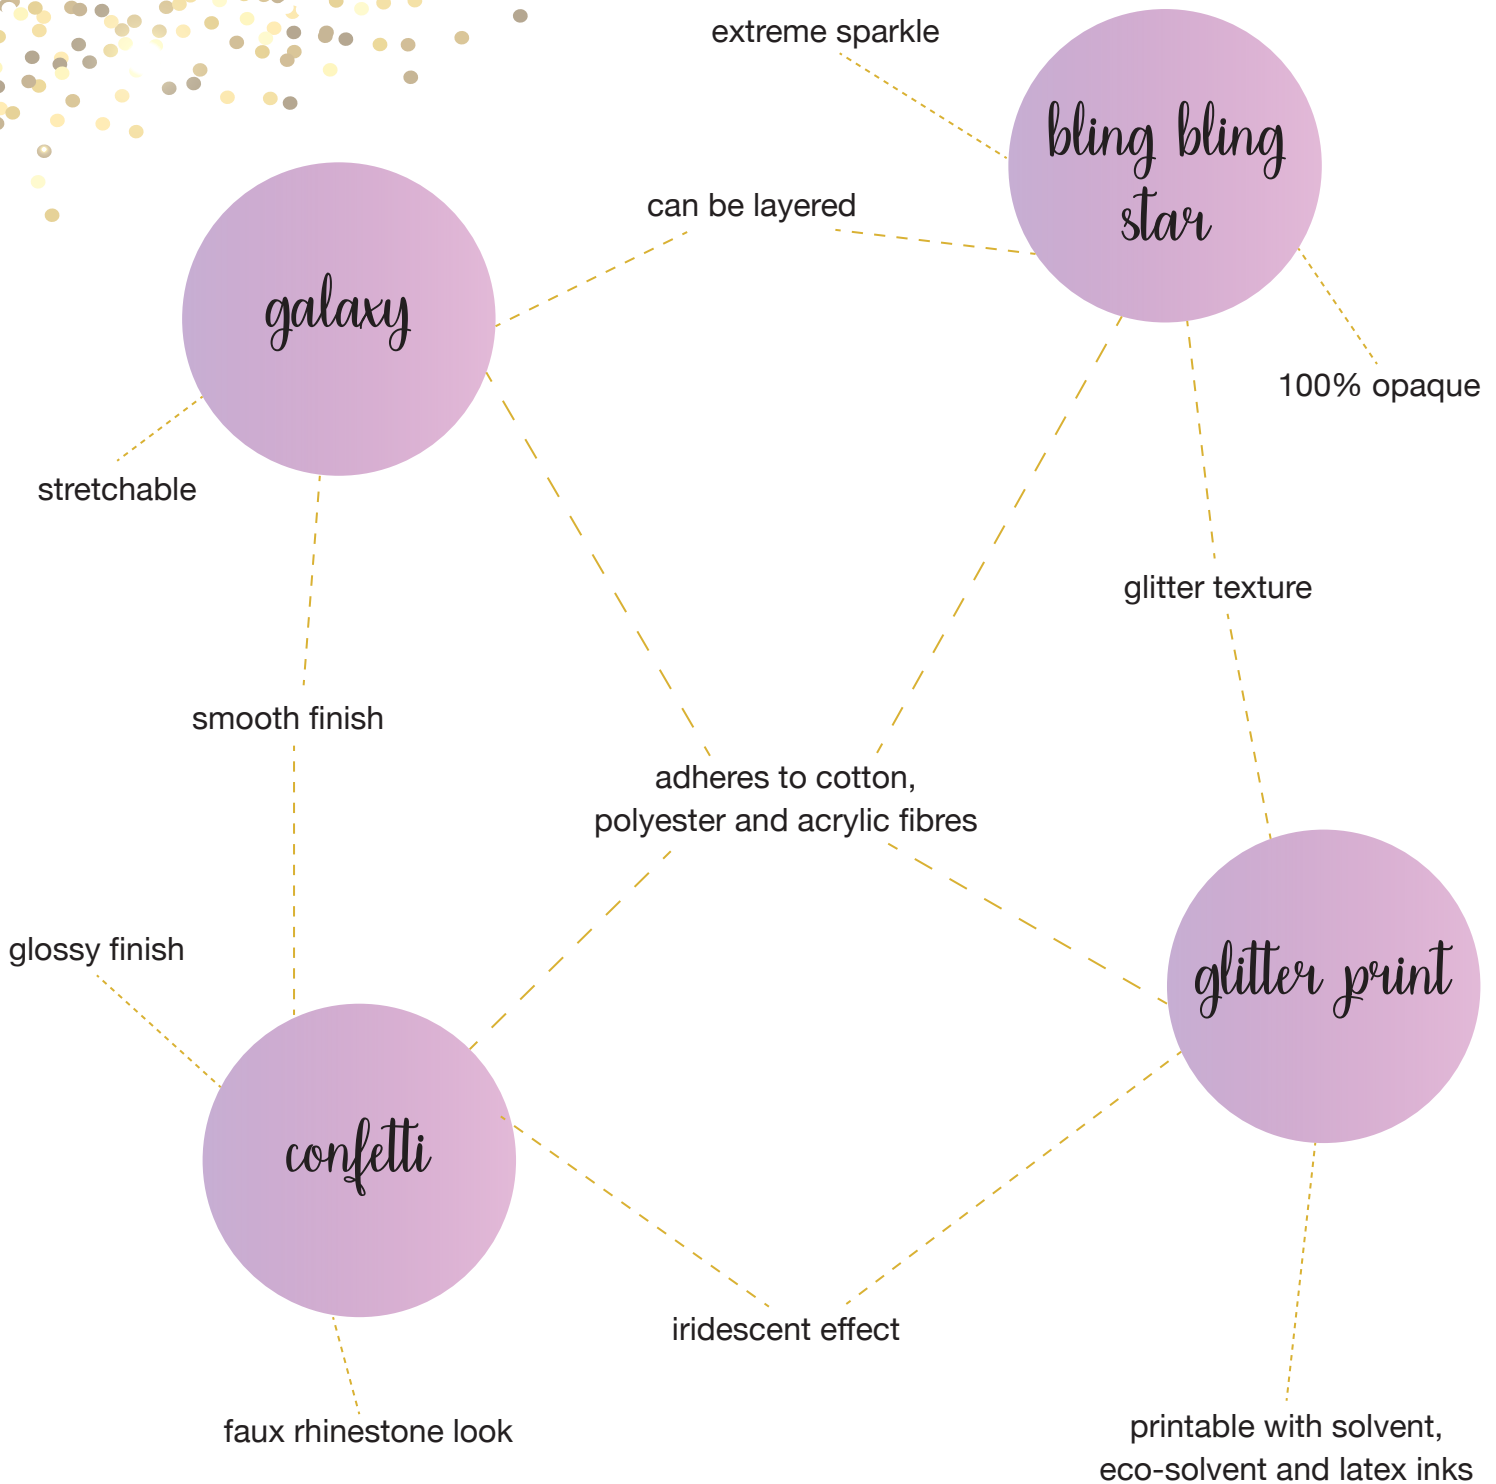 extreme sparkle
bling bling
star
can be layered
galaxy
100% opaque
stretchable
glitter texture
smooth finish
adheres to cotton,
polyester and acrylic fibres
glossy finish
glitter print
confetti
iridescent effect
faux rhinestone look
printable with solvent,
eco-solvent and latex inks